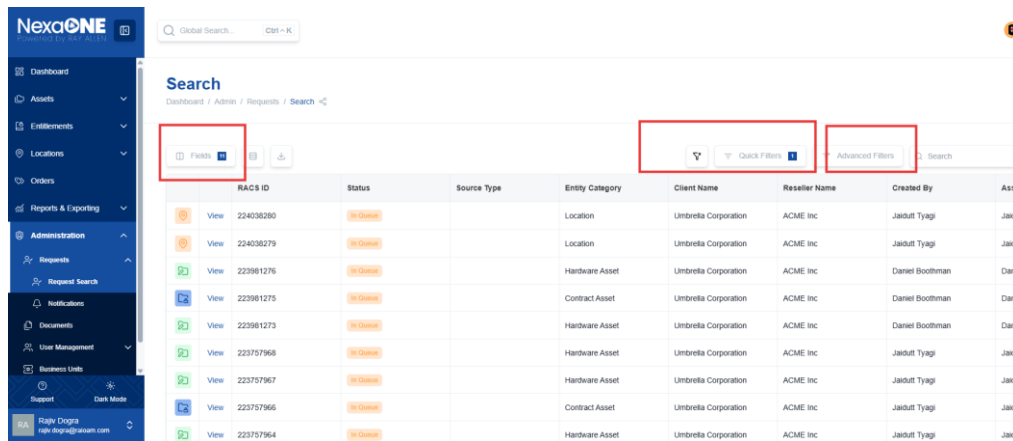 NexaONE
Powered by RAY ALLEN
Global Search...
Ctrl + K
Dashboard
Assets
Entitlements
Locations
Orders
Reports & Exporting
Administration
Requests
Request Search
Notifications
Documents
User Management
Business Units
Support
Dark Mode
RA
Rajiv Dogra
rajiv.dogra@raloam.com
Search
Dashboard / Admin / Requests / Search
Fields 11
Quick Filters 1
Advanced Filters
Search
RACS ID Status Source Type Entity Category Client Name Reseller Name Created By
View 224038280 In Queue Location Umbrella Corporation ACME Inc Jaidutt Tyagi
View 224038279 In Queue Location Umbrella Corporation ACME Inc Jaidutt Tyagi
View 223981276 In Queue Hardware Asset Umbrella Corporation ACME Inc Daniel Boothman
View 223981275 In Queue Contract Asset Umbrella Corporation ACME Inc Daniel Boothman
View 223981273 In Queue Hardware Asset Umbrella Corporation ACME Inc Daniel Boothman
View 223757968 In Queue Hardware Asset Umbrella Corporation ACME Inc Jaidutt Tyagi
View 223757967 In Queue Hardware Asset Umbrella Corporation ACME Inc Jaidutt Tyagi
View 223757966 In Queue Contract Asset Umbrella Corporation ACME Inc Jaidutt Tyagi
View 223757964 In Queue Hardware Asset Umbrella Corporation ACME Inc Jaidutt Tyagi